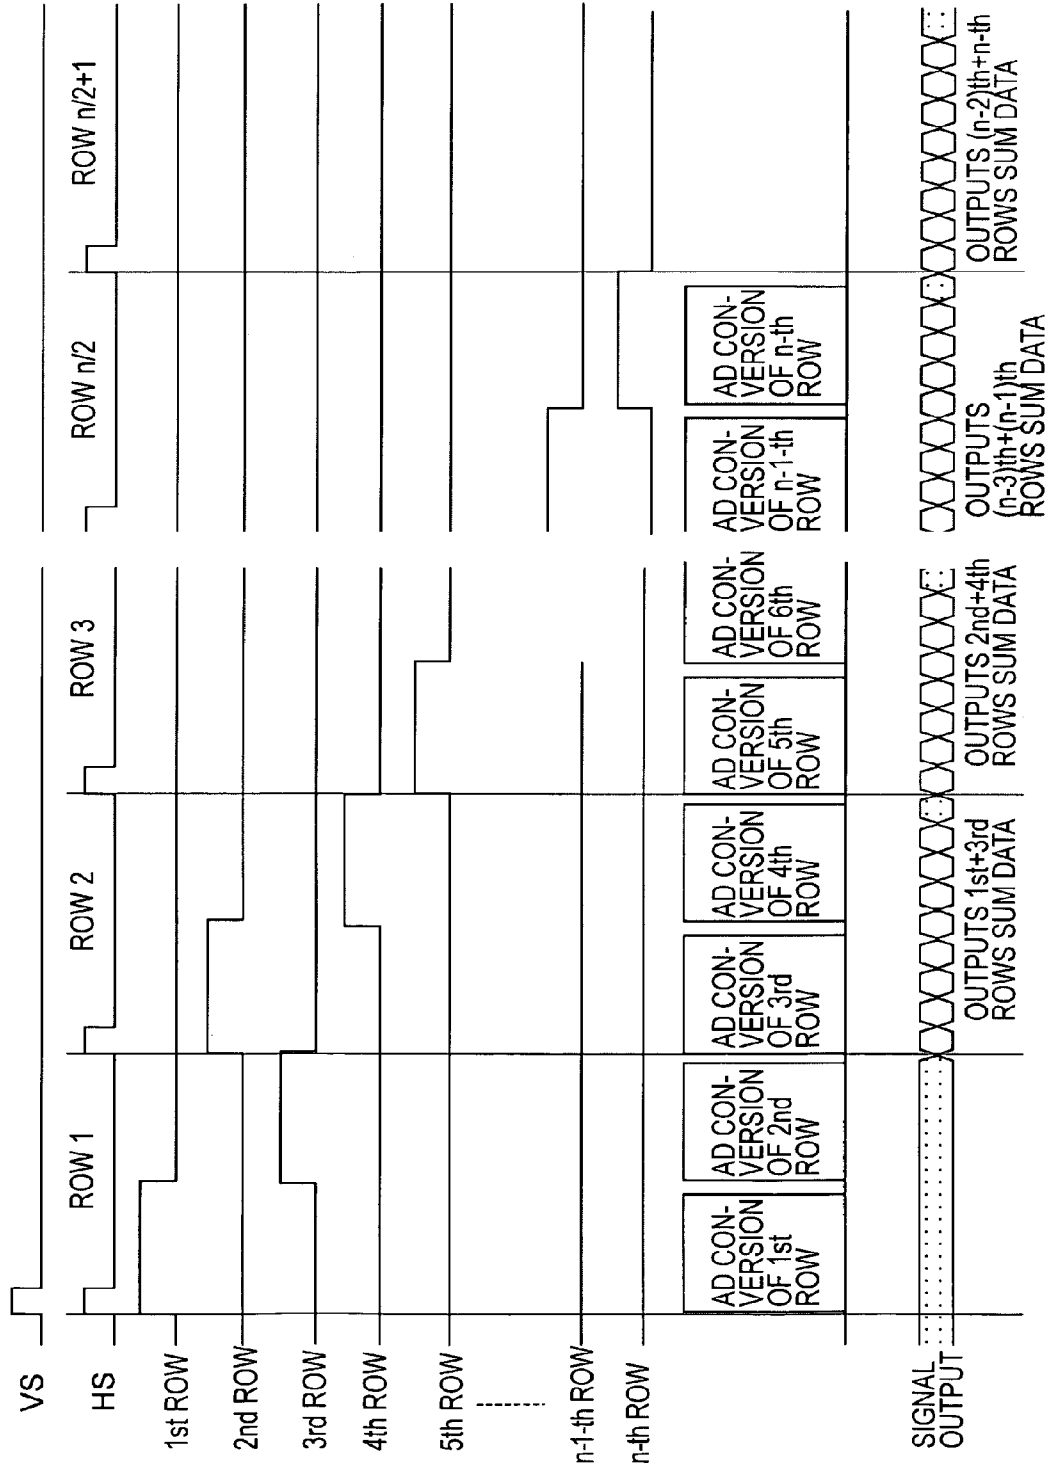 VS
HS
ROW 1
ROW 2
ROW 3
ROW n/2
ROW n/2+1
1st ROW
2nd ROW
3rd ROW
4th ROW
5th ROW
n-1-th ROW
n-th ROW
AD CON-
VERSION
OF 1st
ROW
AD CON-
VERSION
OF 2nd
ROW
AD CON-
VERSION
OF 3rd
ROW
AD CON-
VERSION
OF 4th
ROW
AD CON-
VERSION
OF 5th
ROW
AD CON-
VERSION
OF 6th
ROW
AD CON-
VERSION
OF n-1-th
ROW
AD CON-
VERSION
OF n-th
ROW
SIGNAL
OUTPUT
OUTPUTS 1st+3rd
ROWS SUM DATA
OUTPUTS 2nd+4th
ROWS SUM DATA
OUTPUTS
(n-3)th+(n-1)th
ROWS SUM DATA
OUTPUTS (n-2)th+n-th
ROWS SUM DATA